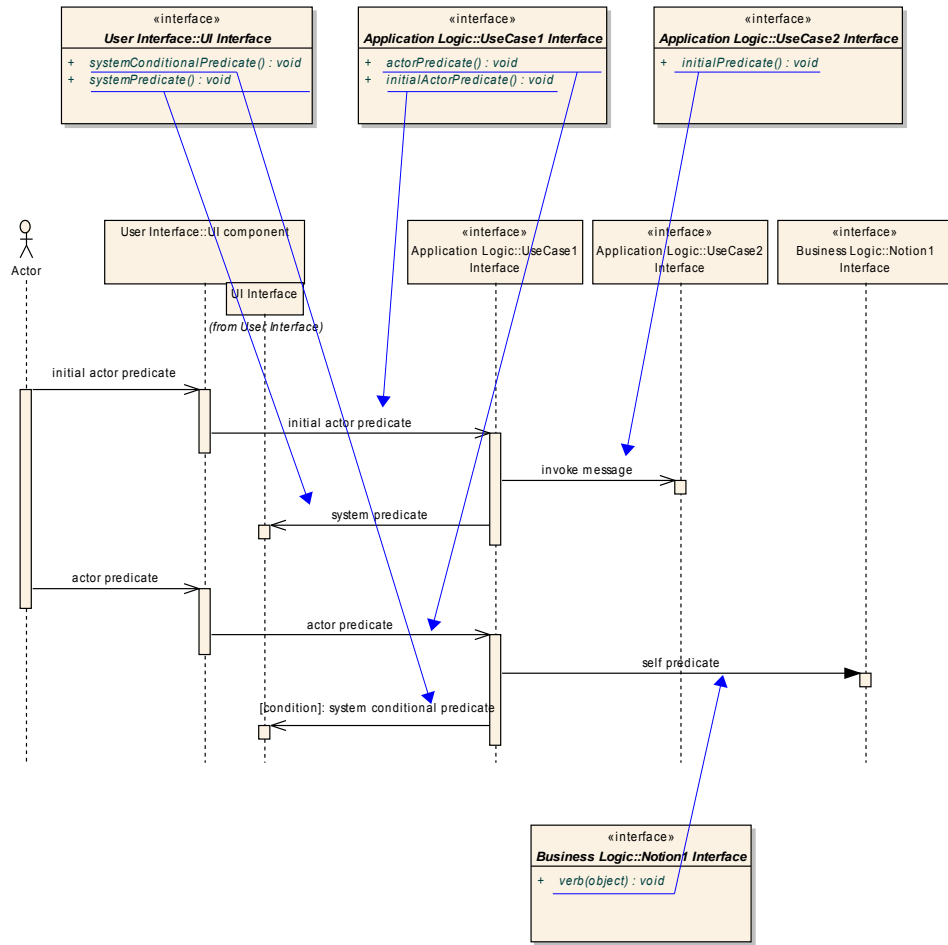 «interface»
User Interface::UI Interface
+ systemConditionalPredicate() : void
+ systemPredicate() : void
«interface»
Application Logic::UseCase1 Interface
+ actorPredicate() : void
+ initialActorPredicate() : void
«interface»
Application Logic::UseCase2 Interface
+ initialPredicate() : void
Actor
User Interface::UI component
UI Interface
(from User Interface)
«interface»
Application Logic::UseCase1
Interface
«interface»
Application Logic::UseCase2
Interface
«interface»
Business Logic::Notion1
Interface
initial actor predicate
initial actor predicate
invoke message
system predicate
actor predicate
actor predicate
self predicate
[condition]: system conditional predicate
«interface»
Business Logic::Notion1 Interface
+ verb(object) : void